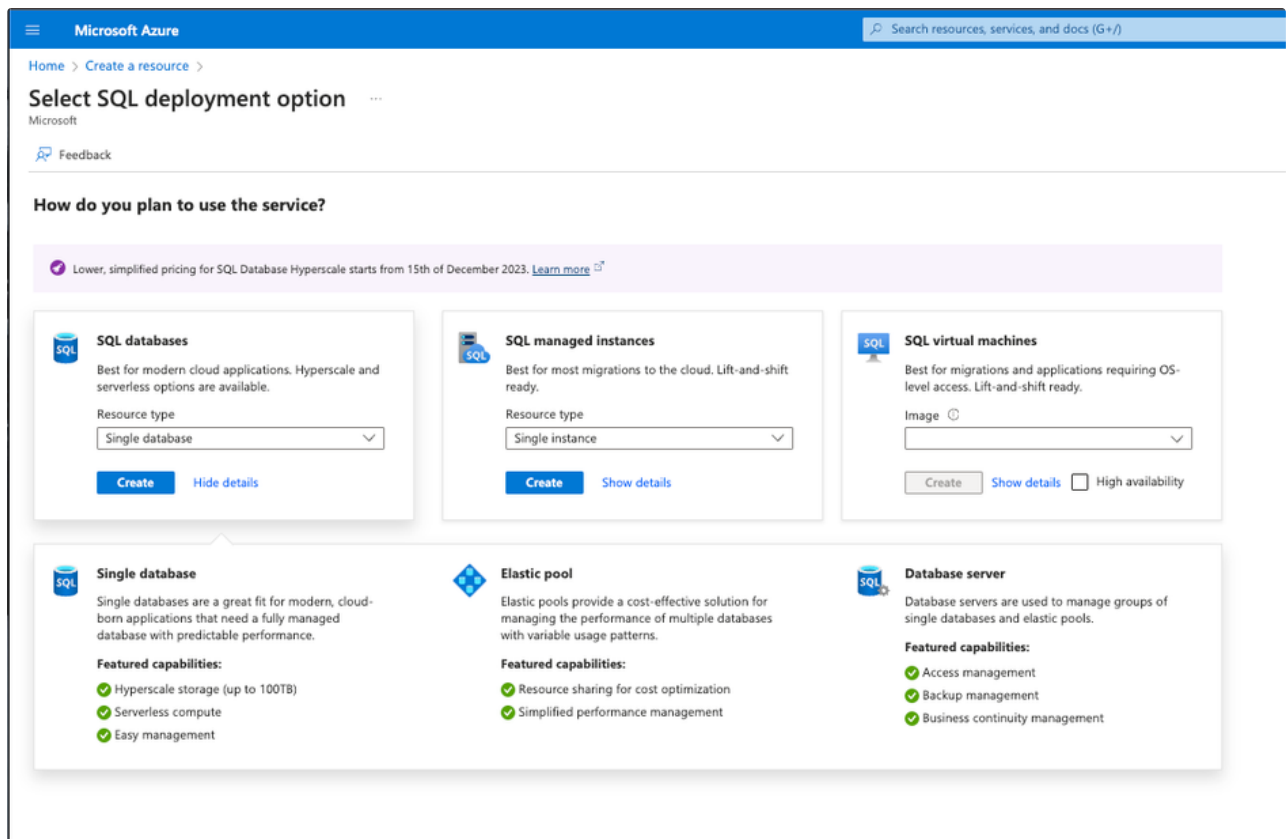 Microsoft Azure
Search resources, services, and docs (G+/)
Home > Create a resource >
Select SQL deployment option ...
Microsoft
Feedback
How do you plan to use the service?
Lower, simplified pricing for SQL Database Hyperscale starts from 15th of December 2023. Learn more
SQL
SQL databases
Best for modern cloud applications. Hyperscale and
serverless options are available.
Resource type
Single database
Create
Hide details
SQL
SQL managed instances
Best for most migrations to the cloud. Lift-and-shift
ready.
Resource type
Single instance
Create
Show details
SQL
SQL virtual machines
Best for migrations and applications requiring OS-
level access. Lift-and-shift ready.
Image
Create
Show details
High availability
SQL
Single database
Single databases are a great fit for modern, cloud-
born applications that need a fully managed
database with predictable performance.
Featured capabilities:
Hyperscale storage (up to 100TB)
Serverless compute
Easy management
Elastic pool
Elastic pools provide a cost-effective solution for
managing the performance of multiple databases
with variable usage patterns.
Featured capabilities:
Resource sharing for cost optimization
Simplified performance management
SQL
Database server
Database servers are used to manage groups of
single databases and elastic pools.
Featured capabilities:
Access management
Backup management
Business continuity management